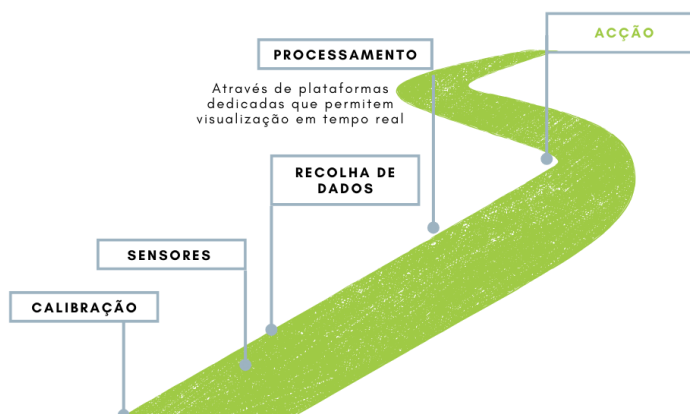 ACÇÃO
PROCESSAMENTO
Através de plataformas
dedicadas que permitem
visualização em tempo real
RECOLHA DE
DADOS
SENSORES
CALIBRAÇÃO